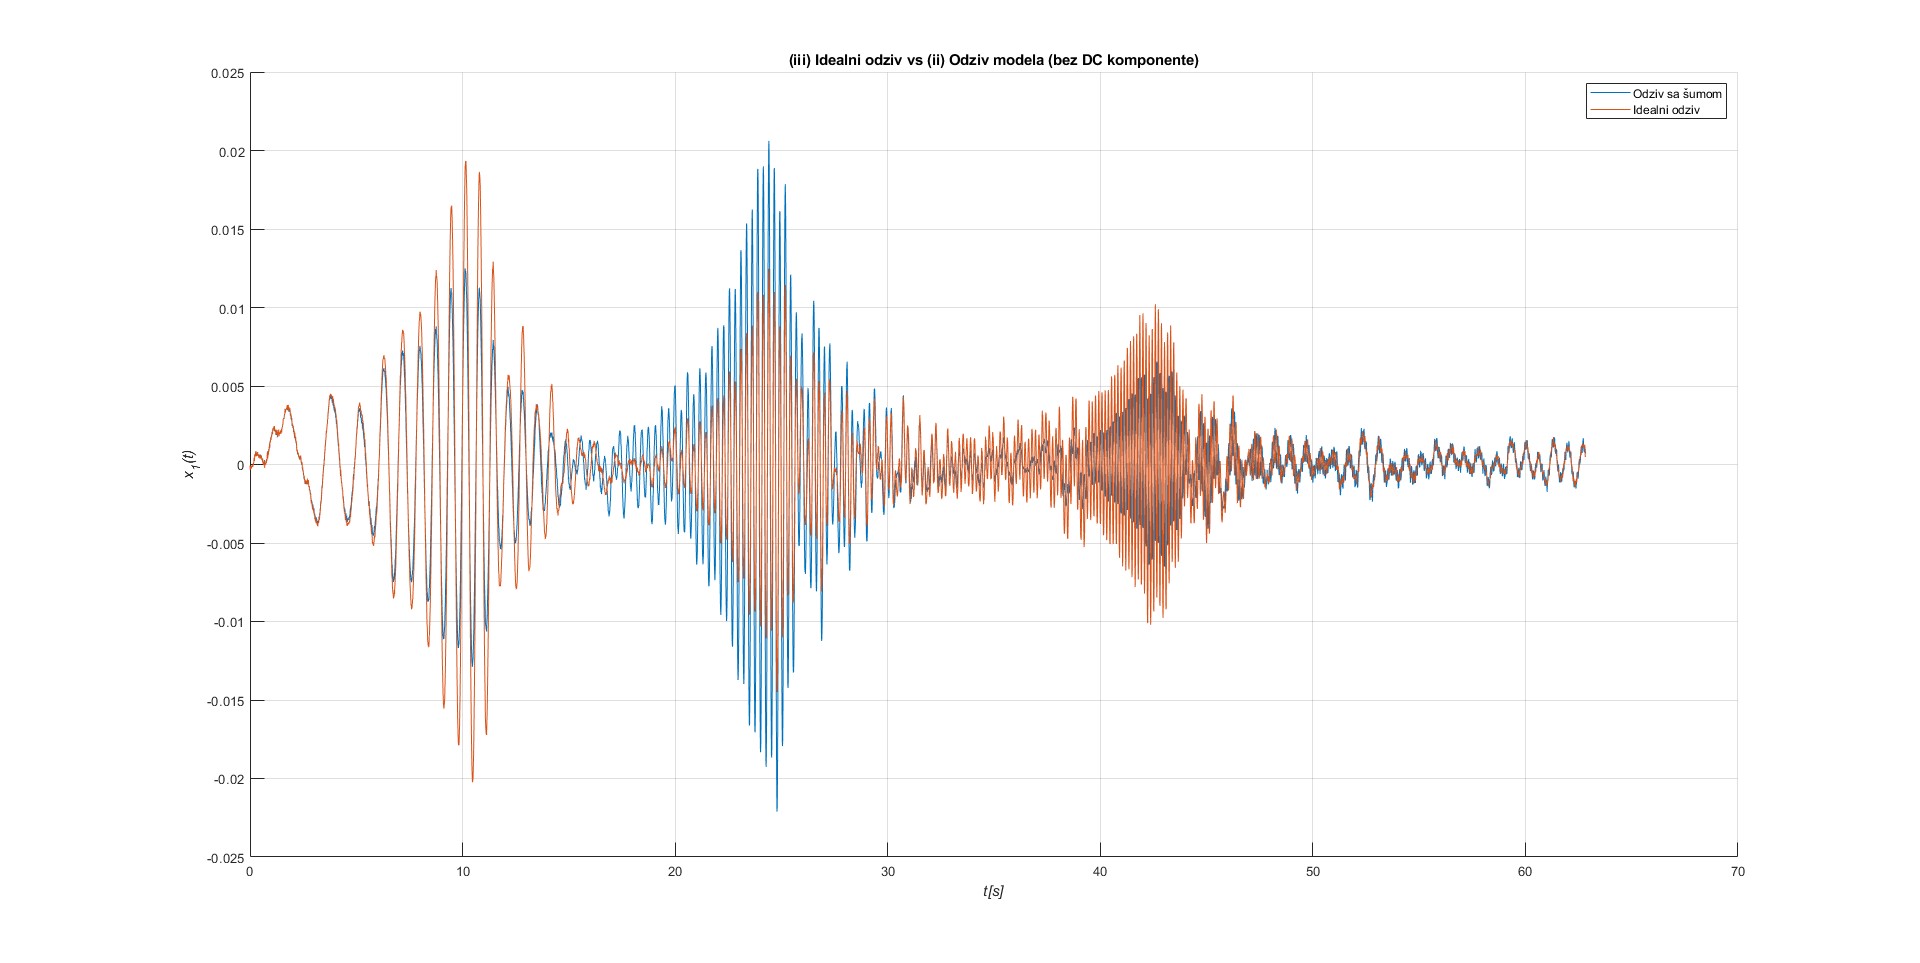 (iii) Idealni odziv vs (ii) Odziv modela (bez DC komponente)
Odziv sa šumom
Idealni odziv
0.025
0.02
0.015
0.01
0.005
0
-0.005
-0.01
-0.015
-0.02
-0.025
x1(t)
0 10 20 30 40 50 60 70
t[s]